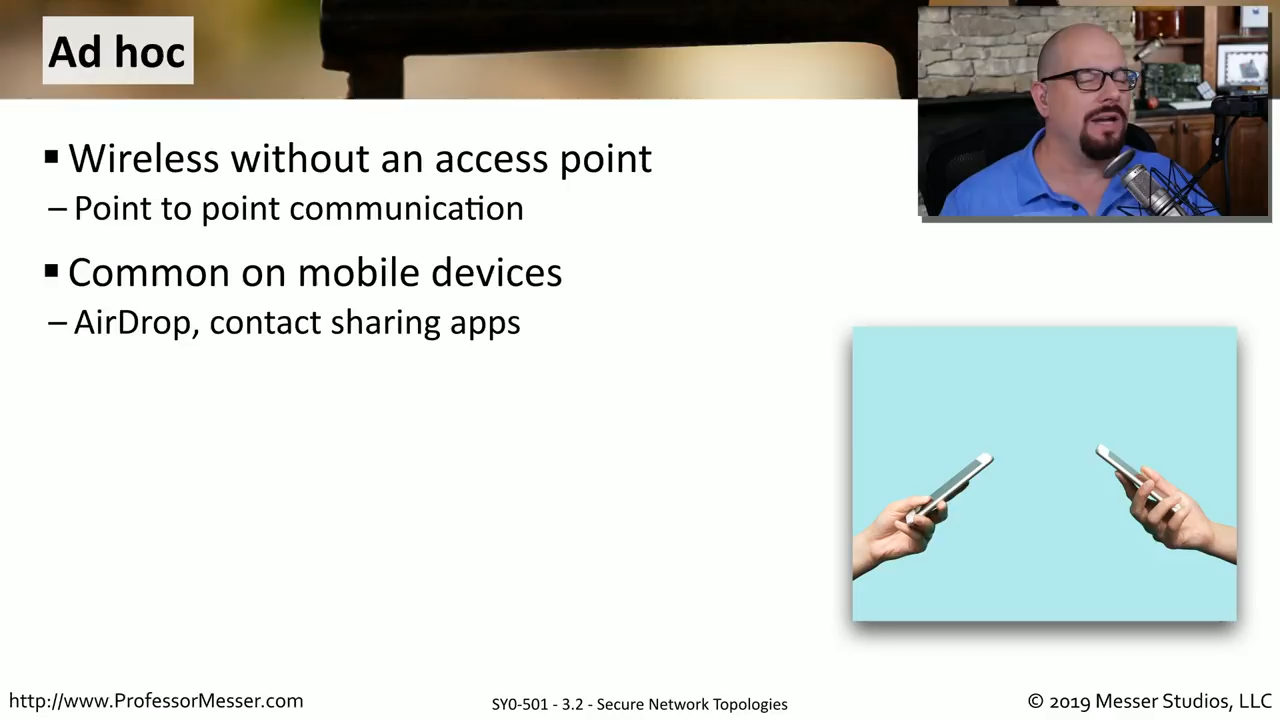 Ad hoc
▪ Wireless without an access point
– Point to point communication
▪ Common on mobile devices
– AirDrop, contact sharing apps
http://www.ProfessorMesser.com
SY0-501 - 3.2 - Secure Network Topologies
© 2019 Messer Studios, LLC